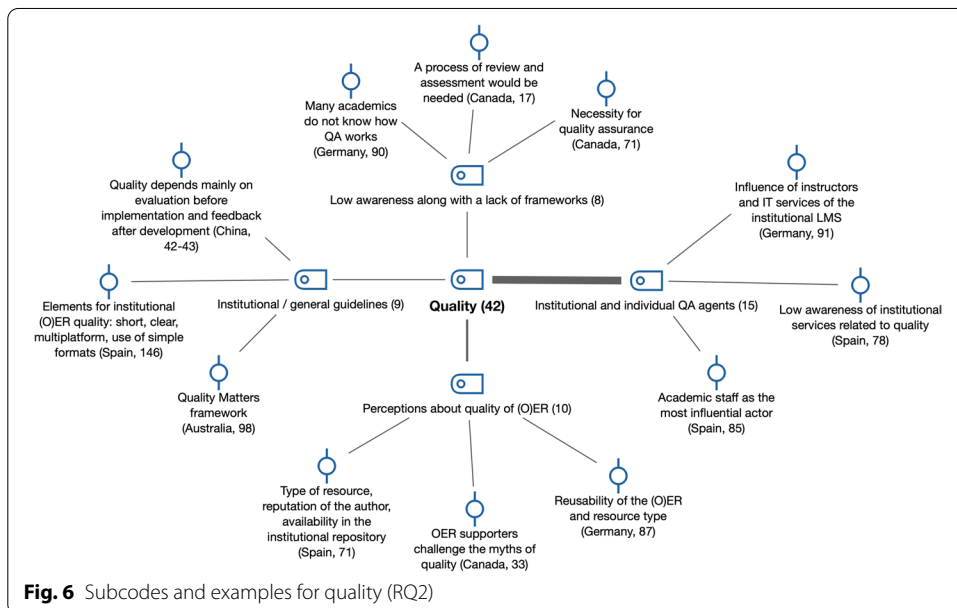 A process of review and
assessment would be
needed (Canada, 17)
Many academics
do not know how
QA works
(Germany, 90)
Necessity for
quality assurance
(Canada, 71)
Low awareness along with a lack of frameworks (8)
Quality depends mainly on
evaluation before
implementation and feedback
after development (China,
42-43)
Influence of instructors
and IT services of the
institutional LMS
(Germany, 91)
Elements for institutional
(O)ER quality: short, clear,
multiplatform, use of simple
formats (Spain, 146)
Institutional / general guidelines (9)
Quality (42)
Institutional and individual QA agents (15)
Low awareness of institutional
services related to quality
(Spain, 78)
Quality Matters
framework
(Australia, 98)
Perceptions about quality of (O)ER (10)
Academic staff as the
most influential actor
(Spain, 85)
Type of resource,
reputation of the author,
availability in the
institutional repository
(Spain, 71)
OER supporters
challenge the myths of
quality (Canada, 33)
Reusability of the (O)ER
and resource type
(Germany, 87)
Fig. 6 Subcodes and examples for quality (RQ2)